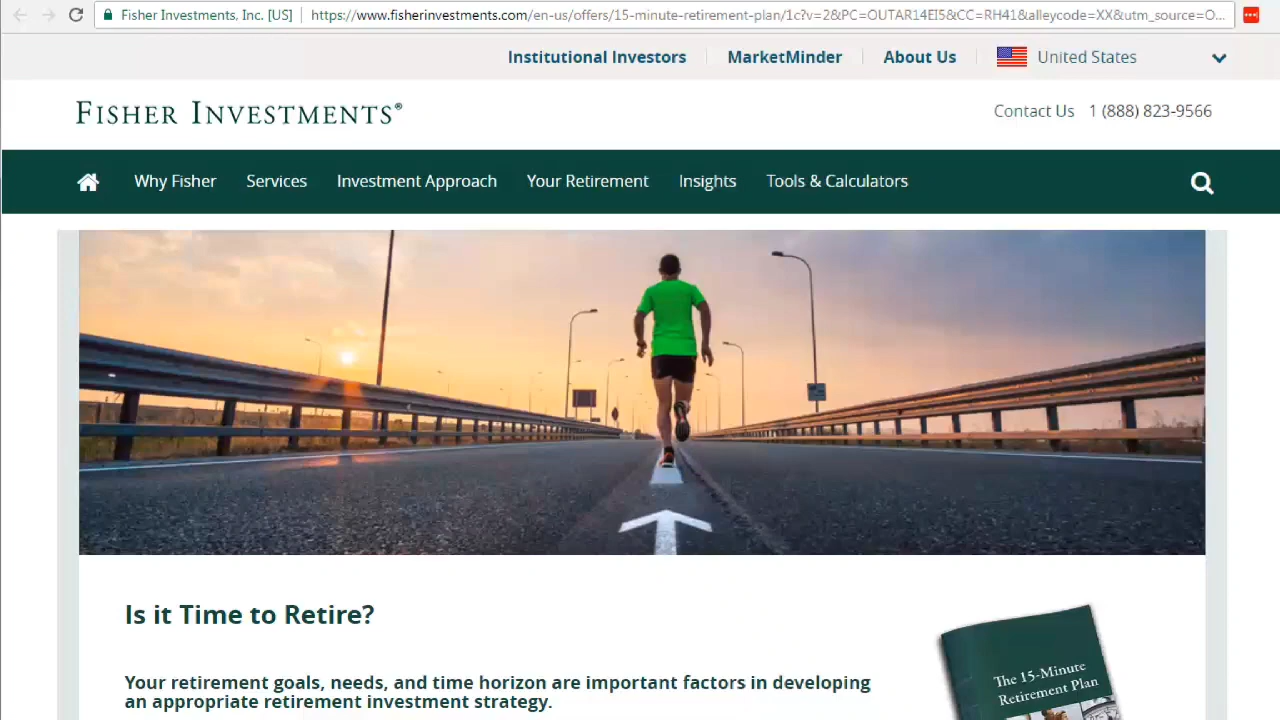 Fisher Investments, Inc. [US] https://www.fisherinvestments.com/en-us/offers/15-minute-retirement-plan/1c?v=2&PC=OUTAR14EI5&CC=RH41&alleycode=XX&utm_source=O...
Institutional Investors MarketMinder About Us United States
FISHER INVESTMENTS®
Contact Us 1 (888) 823-9566
Why Fisher Services Investment Approach Your Retirement Insights Tools & Calculators
Is it Time to Retire?
Your retirement goals, needs, and time horizon are important factors in developing
an appropriate retirement investment strategy.
The 15-Minute
Retirement Plan